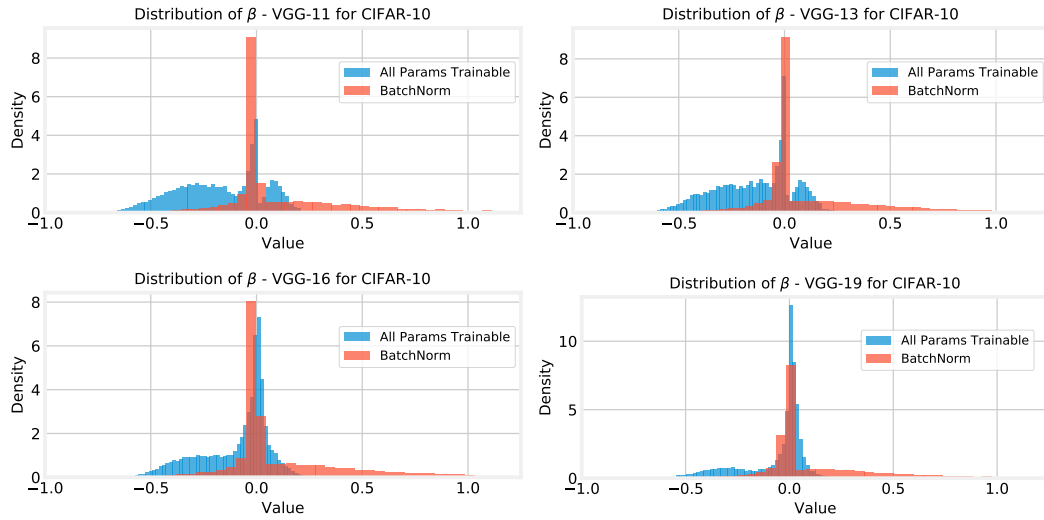 Distribution of β - VGG-11 for CIFAR-10
8
6
4
2
0
Density
All Params Trainable
BatchNorm
−1.0 −0.5 0.0 0.5 1.0
Value
Distribution of β - VGG-13 for CIFAR-10
8
6
4
2
0
Density
All Params Trainable
BatchNorm
−1.0 −0.5 0.0 0.5 1.0
Value
Distribution of β - VGG-16 for CIFAR-10
8
6
4
2
0
Density
All Params Trainable
BatchNorm
−1.0 −0.5 0.0 0.5 1.0
Value
Distribution of β - VGG-19 for CIFAR-10
10
5
0
Density
All Params Trainable
BatchNorm
−1.0 −0.5 0.0 0.5 1.0
Value